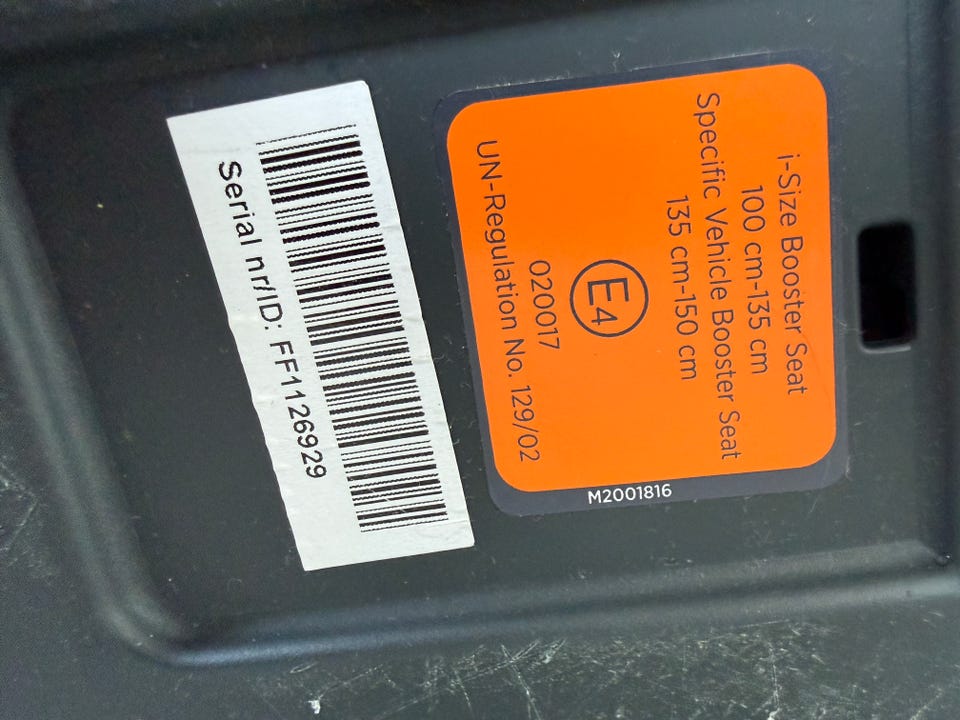 i-Size Booster Seat
100 cm-135 cm
Specific Vehicle Booster Seat
135 cm-150 cm
E4
020017
UN-Regulation No. 129/02
M2001816
Serial nr/ID: FF1126929